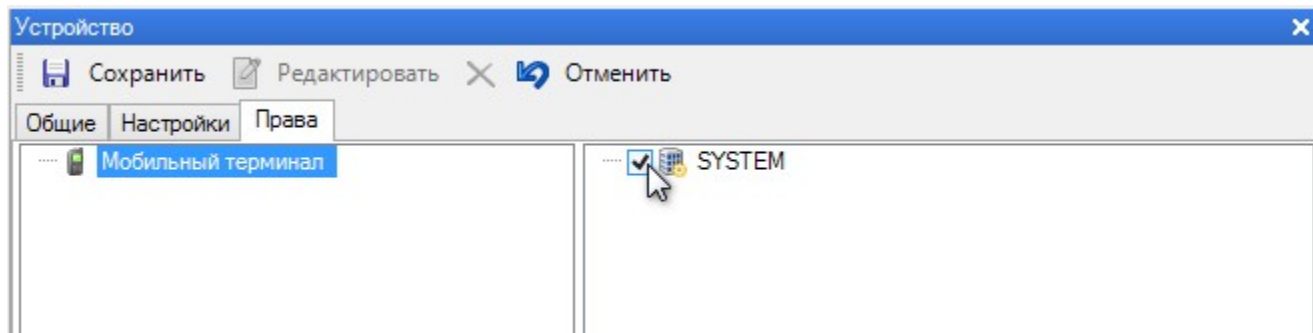 Устройство
Сохранить Редактировать Отменить
Общие Настройки Права
Мобильный терминал SYSTEM